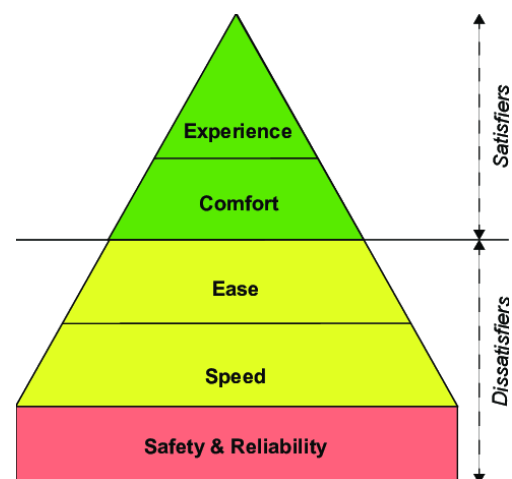 Experience
Comfort
Ease
Speed
Safety & Reliability
Satisfiers
Dissatisfiers